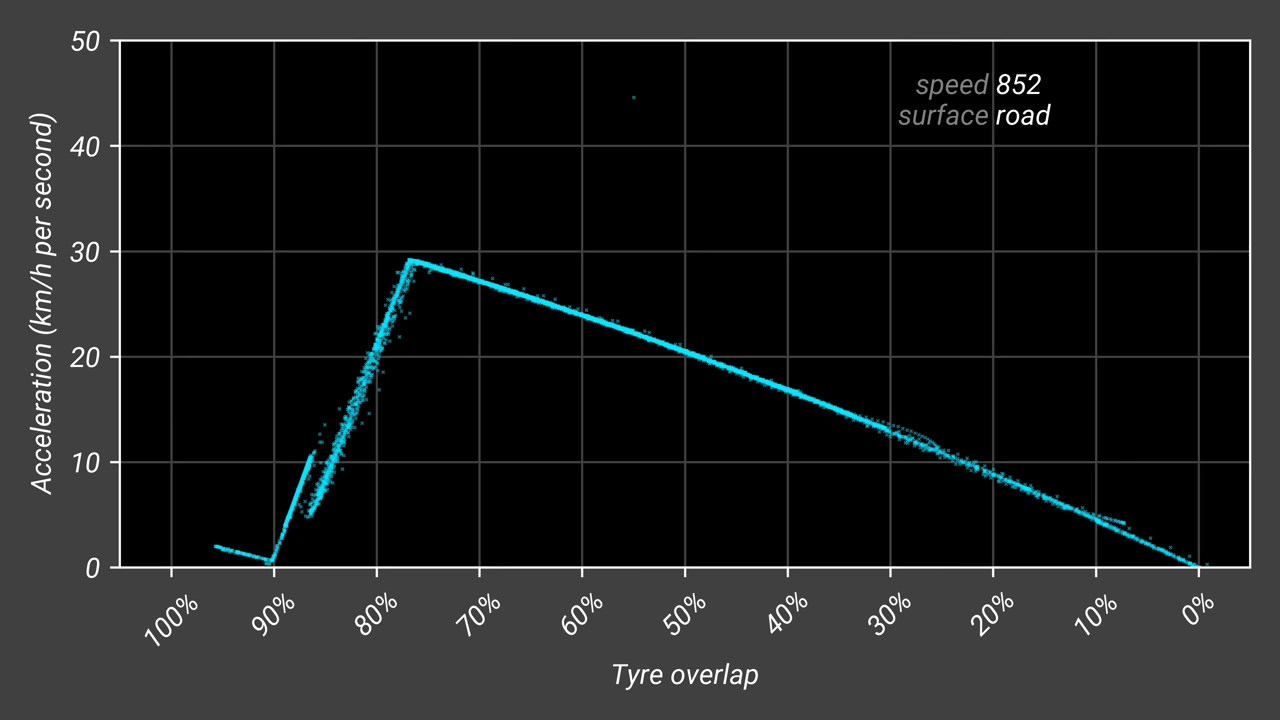 50
speed 852
surface road
40
30
20
10
0
Acceleration (km/h per second)
100% 90% 80% 70% 60% 50% 40% 30% 20% 10% 0%
Tyre overlap